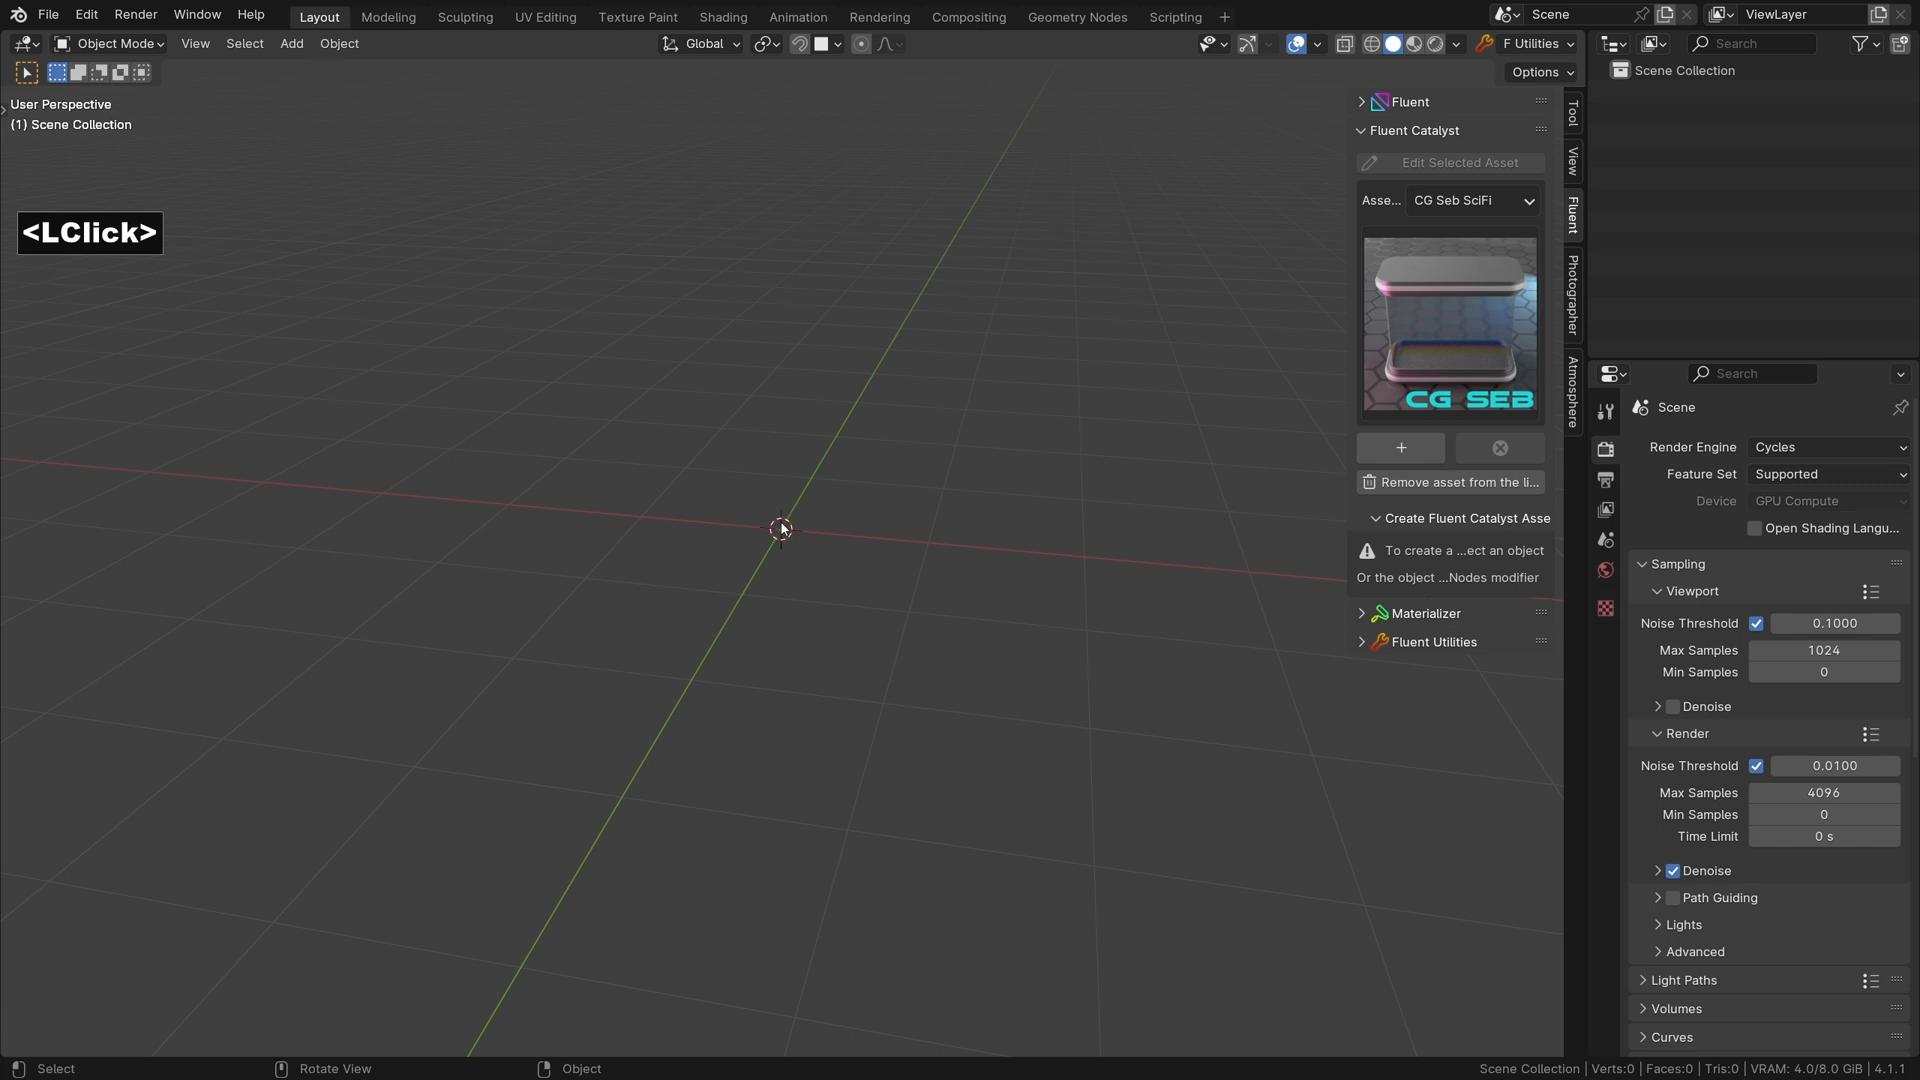 File Edit Render Window Help
Layout Modeling Sculpting UV Editing Texture Paint Shading Animation Rendering Compositing Geometry Nodes Scripting +
Scene ViewLayer
Object Mode View Select Add Object
Global
F Utilities
Search
Options
Scene Collection
User Perspective
(1) Scene Collection
<LClick>
Fluent
Fluent Catalyst
Edit Selected Asset
Asse... CG Seb SciFi
CG SEB
+
Remove asset from the li...
Create Fluent Catalyst Asse
To create a ...ect an object
Or the object ...Nodes modifier
Materializer
Fluent Utilities
Tool
View
Fluent
Photographer
Atmosphere
Search
Scene
Render Engine Cycles
Feature Set Supported
Device GPU Compute
Open Shading Langu...
Sampling
Viewport
Noise Threshold 0.1000
Max Samples 1024
Min Samples 0
Denoise
Render
Noise Threshold 0.0100
Max Samples 4096
Min Samples 0
Time Limit 0 s
Denoise
Path Guiding
Lights
Advanced
Light Paths
Volumes
Curves
Select Rotate View Object
Scene Collection | Verts:0 | Faces:0 | Tris:0 | VRAM: 4.0/8.0 GiB | 4.1.1